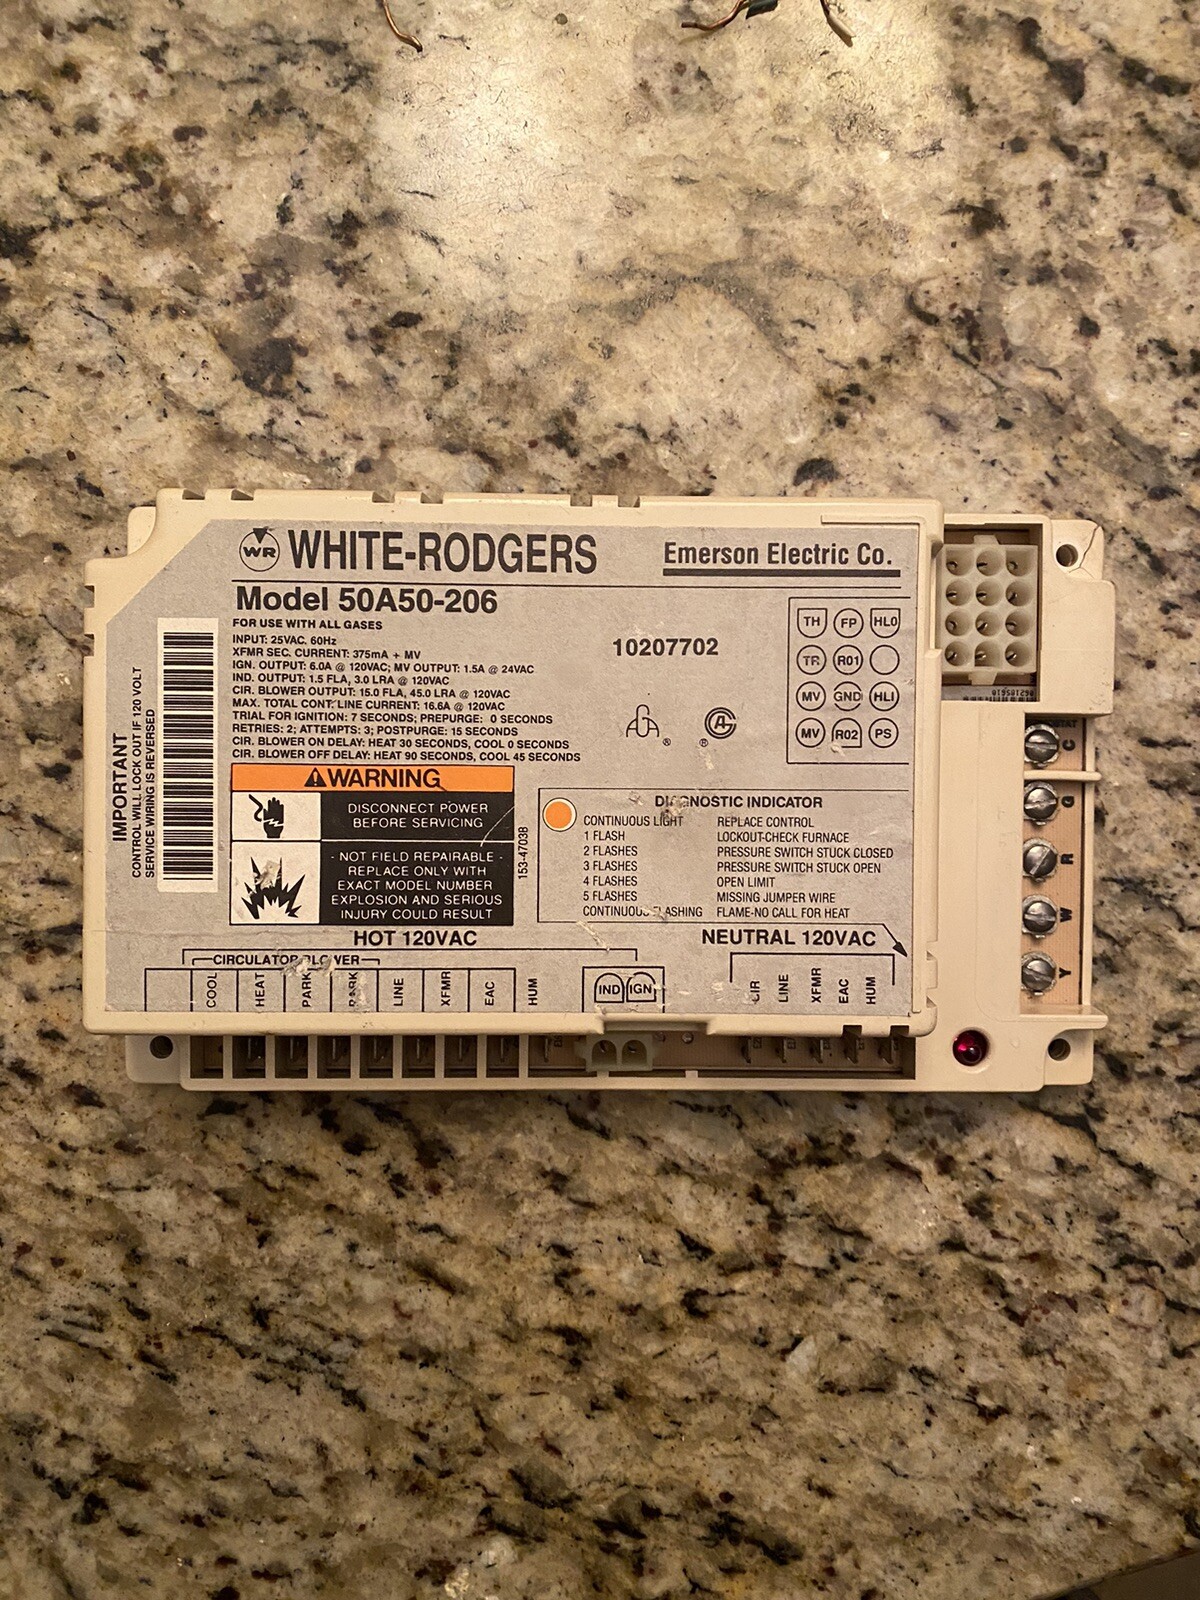 WR WHITE-RODGERS
Emerson Electric Co.
Model 50A50-206
FOR USE WITH ALL GASES
INPUT: 25VAC, 60Hz
XFMR SEC. CURRENT: 375mA + MV
IGN. OUTPUT: 6.0A @ 120VAC; MV OUTPUT: 1.5A @ 24VAC
IND. OUTPUT: 1.5 FLA, 3.0 LRA @ 120VAC
CIR. BLOWER OUTPUT: 15.0 FLA, 45.0 LRA @ 120VAC
MAX. TOTAL CONT. LINE CURRENT: 16.6A @ 120VAC
TRIAL FOR IGNITION: 7 SECONDS; PREPURGE: 0 SECONDS
RETRIES: 2; ATTEMPTS: 3; POSTPURGE: 15 SECONDS
CIR. BLOWER ON DELAY: HEAT 30 SECONDS, COOL 0 SECONDS
CIR. BLOWER OFF DELAY: HEAT 90 SECONDS, COOL 45 SECONDS
10207702
TH FP HLO
TR R01
MV GND HLI
MV R02 PS
IMPORTANT
CONTROL WILL LOCK OUT IF 120 VOLT
SERVICE WIRING IS REVERSED
WARNING
DISCONNECT POWER
BEFORE SERVICING
- NOT FIELD REPAIRABLE -
REPLACE ONLY WITH
EXACT MODEL NUMBER
EXPLOSION AND SERIOUS
INJURY COULD RESULT
153-47038
DIAGNOSTIC INDICATOR
CONTINUOUS LIGHT REPLACE CONTROL
1 FLASH LOCKOUT-CHECK FURNACE
2 FLASHES PRESSURE SWITCH STUCK CLOSED
3 FLASHES PRESSURE SWITCH STUCK OPEN
4 FLASHES OPEN LIMIT
5 FLASHES MISSING JUMPER WIRE
CONTINUOUS FLASHING FLAME-NO CALL FOR HEAT
HOT 120VAC
NEUTRAL 120VAC
CIRCULATOR BLOWER
COOL
HEAT
PARK
PARK
LINE
XFMR
EAC
HUM
IND IGN
CIR
LINE
XFMR
EAC
HUM
C
G
R
W
Y